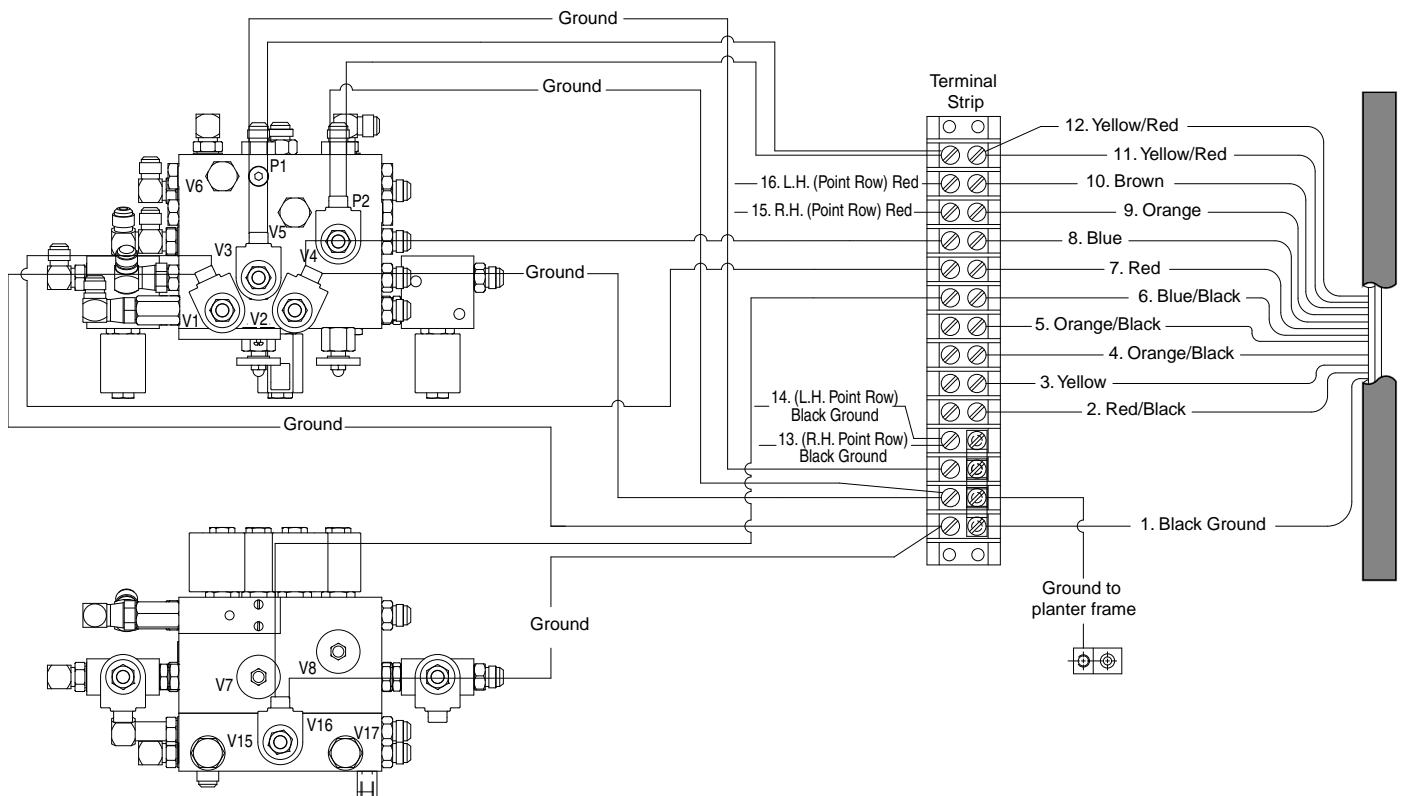 Ground
Ground
Terminal
Strip
12. Yellow/Red
11. Yellow/Red
16. L.H. (Point Row) Red
10. Brown
15. R.H. (Point Row) Red
9. Orange
8. Blue
7. Red
6. Blue/Black
5. Orange/Black
4. Orange/Black
3. Yellow
2. Red/Black
14. (L.H. Point Row)
Black Ground
13. (R.H. Point Row)
Black Ground
1. Black Ground
Ground to
planter frame
P1
V6
P2
V5
V3
V4
Ground
V1
V2
Ground
Ground
V8
V7
V16
V15
V17